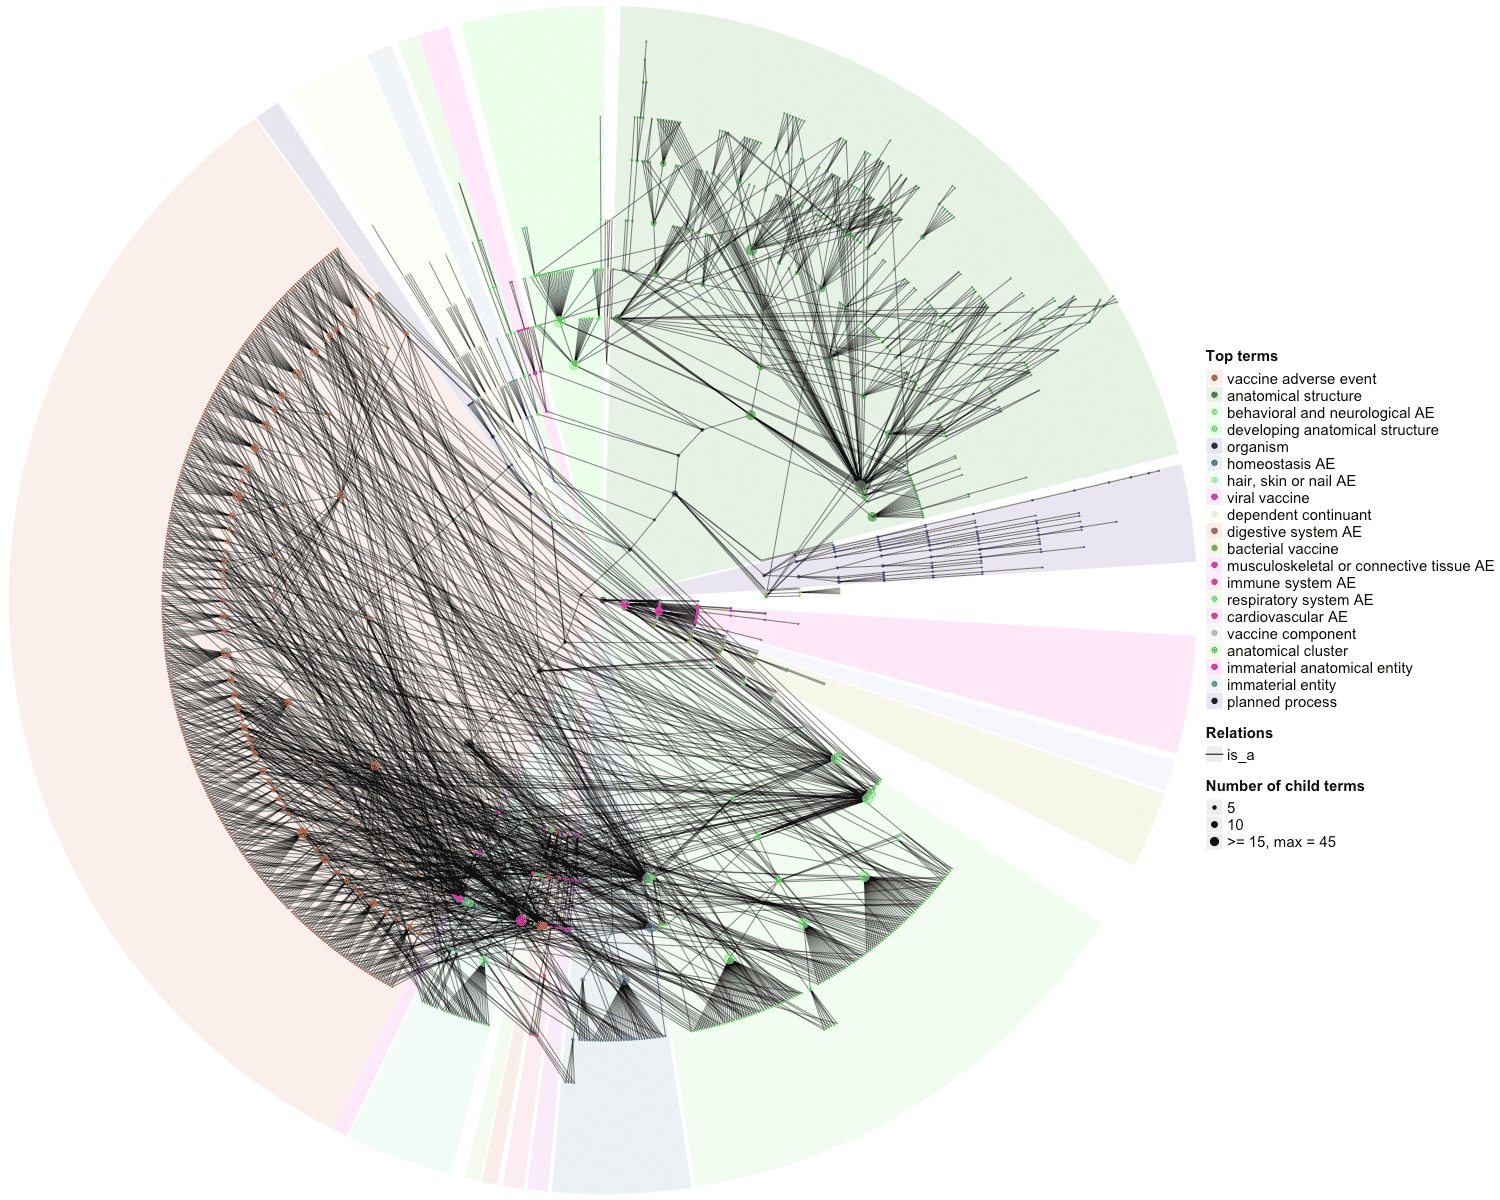 Top terms
vaccine adverse event
anatomical structure
behavioral and neurological AE
developing anatomical structure
organism
homeostasis AE
hair, skin or nail AE
viral vaccine
dependent continuant
digestive system AE
bacterial vaccine
musculoskeletal or connective tissue AE
immune system AE
respiratory system AE
cardiovascular AE
vaccine component
anatomical cluster
immaterial anatomical entity
immaterial entity
planned process
Relations
is_a
Number of child terms
5
10
>= 15, max = 45